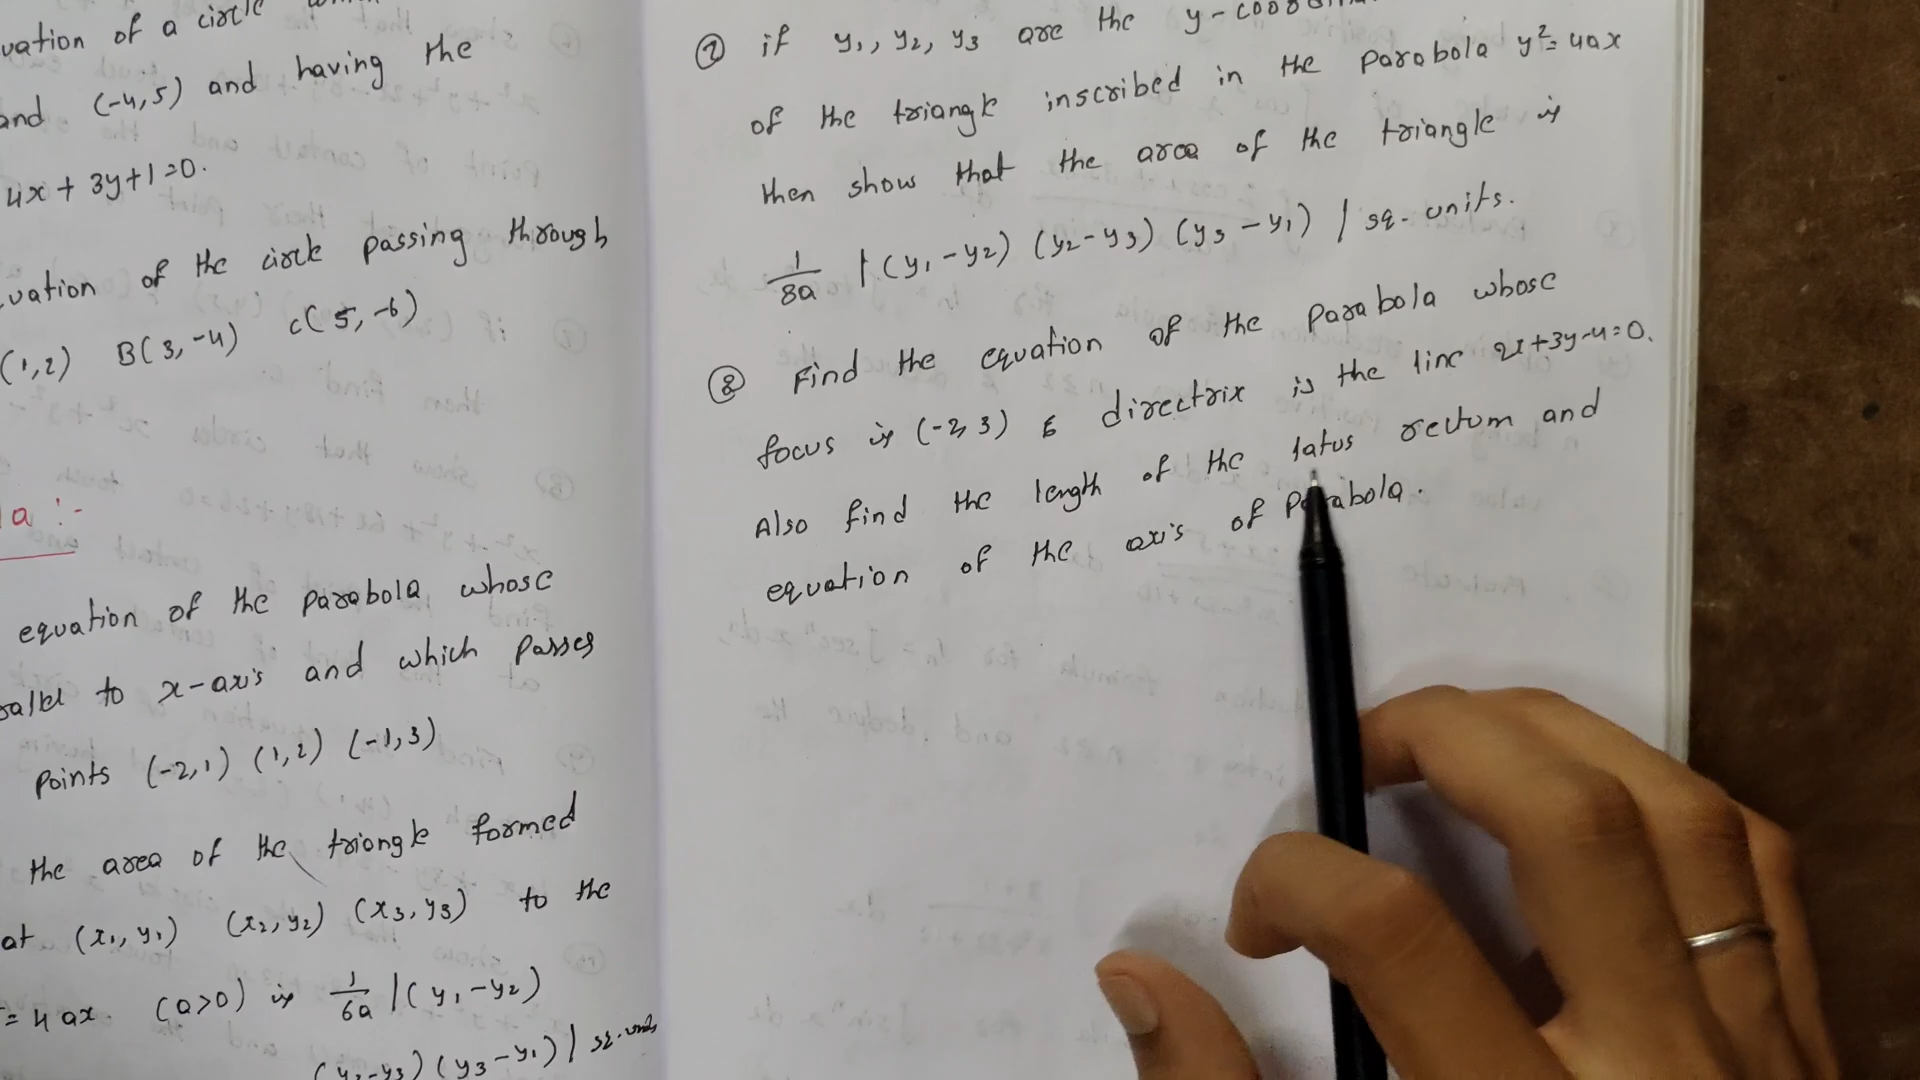 uation of a circle
and (-4,5) and having the
4x + 3y+1=0.
uation of the circle passing through
(1,2) B(3,-4) C(5,-6)
a :-
equation of the parabola whose
to x-axis and which passes
points (-2,1) (1,2) (-1,3)
the area of the triangle formed
at (x1, y1) (x2, y2) (x3, y3) to the
= 4ax. (a>0) is 1/6a |(y1-y2)
(y2-y3) (y3-y1)| sq.units
⑦ if y1, y2, y3 are the
of the triangle inscribed in the parabola y²=4ax
then show that the area of the triangle is
1/8a |(y1-y2) (y2-y3) (y3-y1)| sq. units.
⑧ Find the equation of the parabola whose
focus is (-2,3) & directrix is the line 2x+3y-4=0.
Also find the length of the latus rectum and
equation of the axis of parabola.